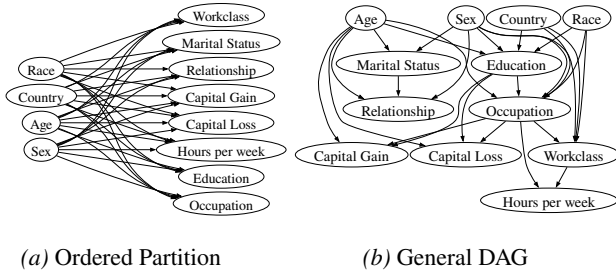 Race
Country
Age
Sex
Workclass
Marital Status
Relationship
Capital Gain
Capital Loss
Hours per week
Education
Occupation
(a) Ordered Partition
Age
Sex
Country
Race
Marital Status
Education
Relationship
Occupation
Capital Gain
Capital Loss
Workclass
Hours per week
(b) General DAG